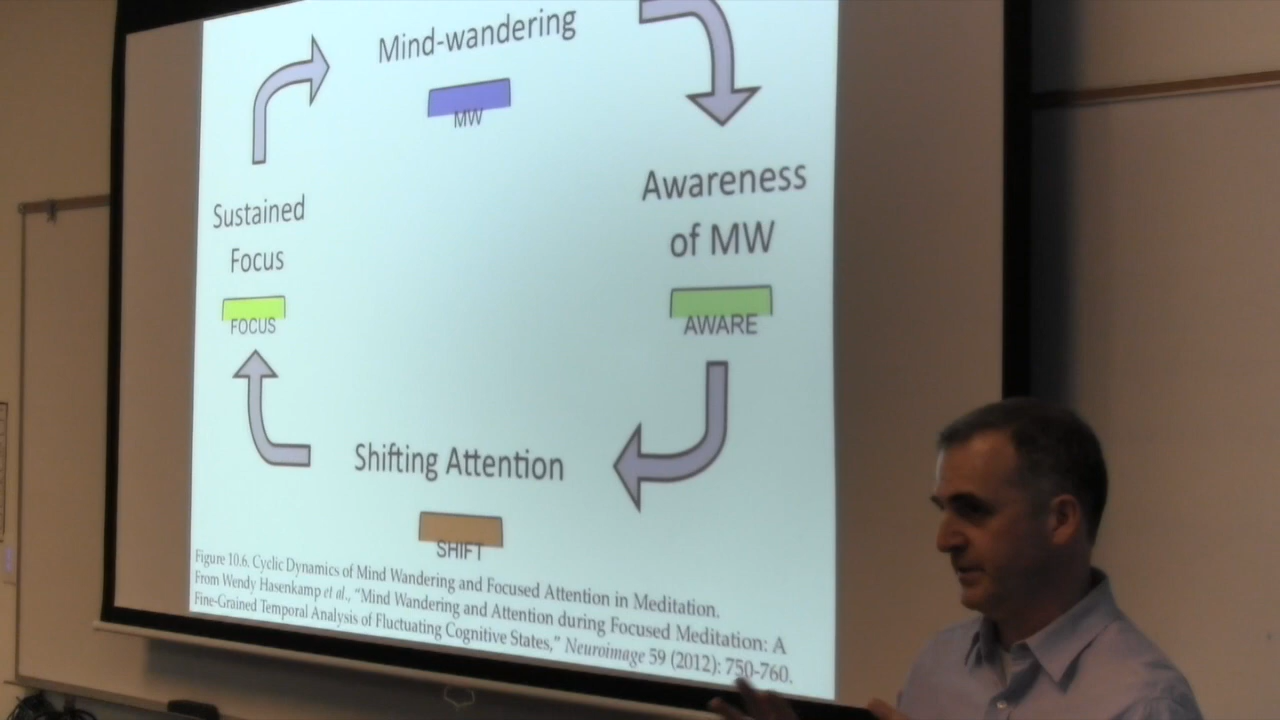 Mind-wandering
MW
Awareness
of MW
AWARE
Sustained
Focus
FOCUS
Shifting Attention
SHIFT
Figure 10.6. Cyclic Dynamics of Mind Wandering and Focused Attention in Meditation.
From Wendy Hasenkamp et al., “Mind Wandering and Attention during Focused Meditation: A
Fine-Grained Temporal Analysis of Fluctuating Cognitive States,” Neuroimage 59 (2012): 750-760.